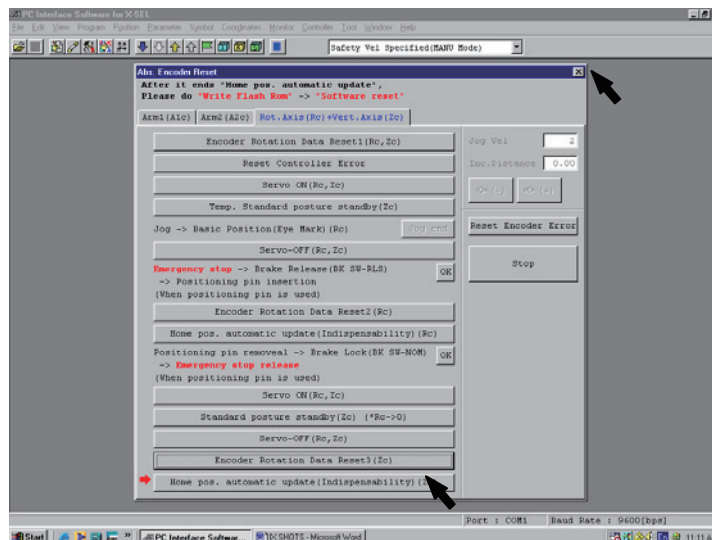 PC Interface Software for X-SEL
File Edit View Program Position Parameter Symbol Coordinates Monitor Controller Tool Window Help
Safety Vel Specified(MANU Mode)
Abs. Encoder Reset
After it ends "Home pos. automatic update",
Please do "Write Flash Rom" -> "Software reset"
Arm1(A1c) Arm2(A2c) Rot.Axis(Rc)+Vert.Axis(Zc)
Encoder Rotation Data Reset1(Rc,Zc)
Reset Controller Error
Servo ON(Rc,Zc)
Temp. Standard posture standby(Zc)
Jog -> Basic Position(Eye Mark)(Rc) Jog end
Servo-OFF(Rc,Zc)
Emergency stop -> Brake Release(BK SW-RLS)
-> Positioning pin insertion
(When positioning pin is used)
OK
Encoder Rotation Data Reset2(Rc)
Home pos. automatic update(Indispensability)(Rc)
Positioning pin removeal -> Brake Lock(BK SW-NOM)
-> Emergency stop release
(When positioning pin is used)
OK
Servo ON(Rc,Zc)
Standard posture standby(Zc) (*Rc->0)
Servo-OFF(Rc,Zc)
Encoder Rotation Data Reset3(Zc)
Home pos. automatic update(Indispensability)
Jog Vel 2
Inc.Distance 0.00
(-) (+)
Reset Encoder Error
Stop
Port : COM1 Baud Rate : 9600[bps]
Start
PC Interface Softwar...
SHOTS - Microsoft Word
11:11 A